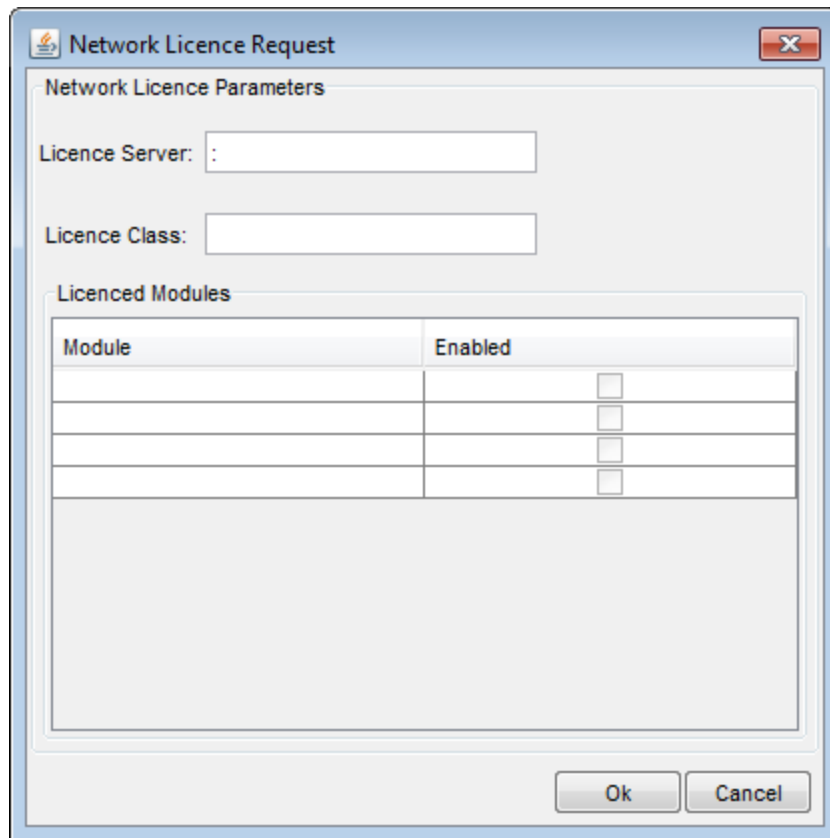 Network Licence Request
Network Licence Parameters
Licence Server: :
Licence Class:
Licenced Modules
Module Enabled
Ok Cancel